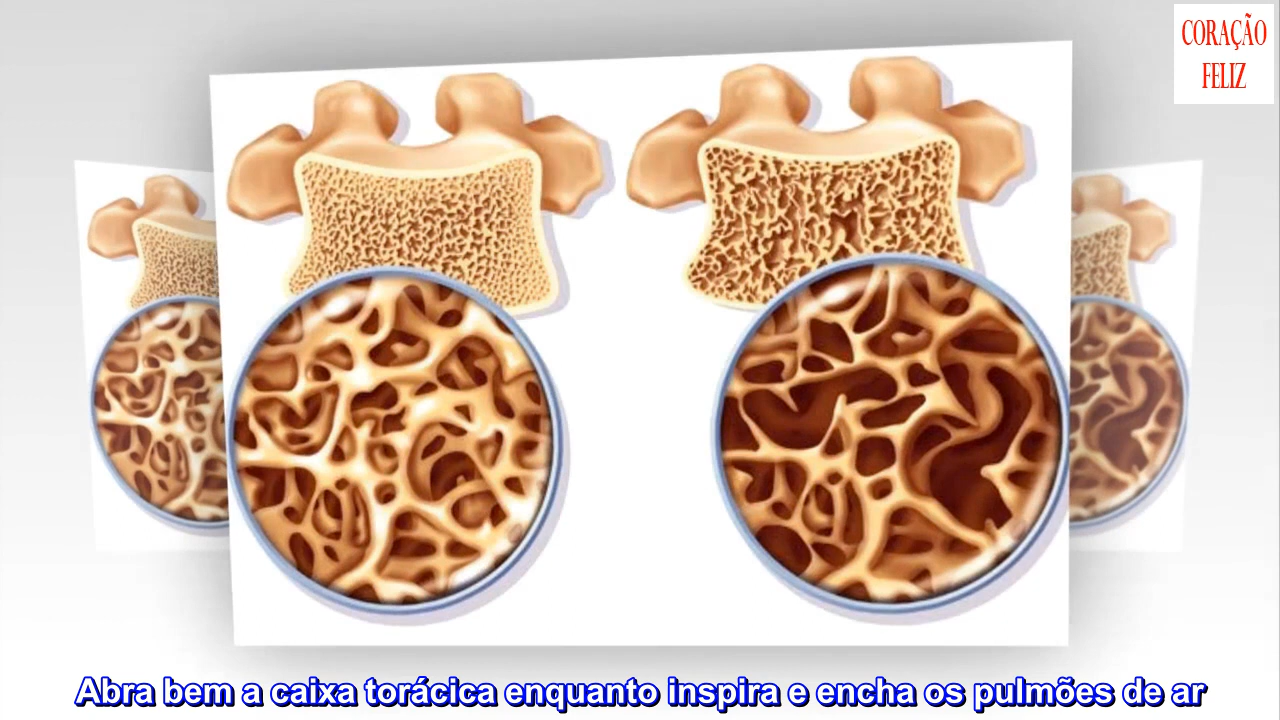 CORAÇÃO
FELIZ
Abra bem a caixa torácica enquanto inspira e encha os pulmões de ar